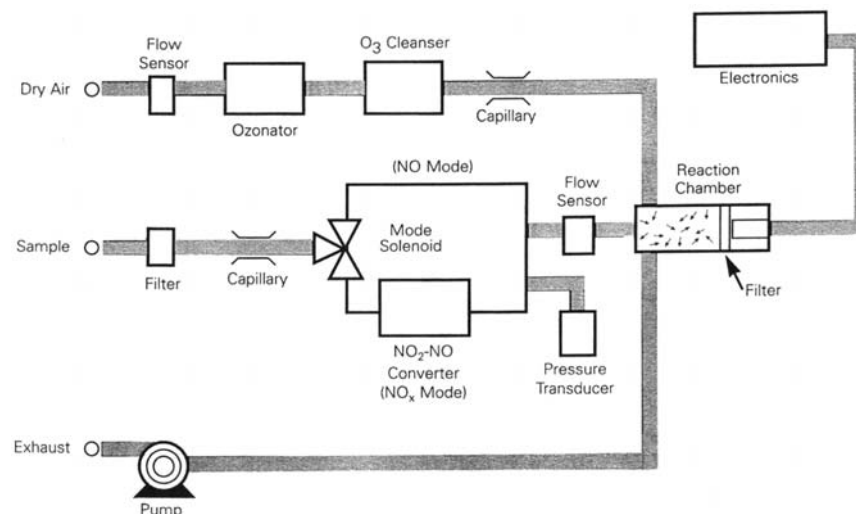 Flow
Sensor
O3 Cleanser
Electronics
Dry Air
Ozonator
Capillary
(NO Mode)
Flow
Sensor
Reaction
Chamber
Sample
Mode
Solenoid
Filter
Capillary
Filter
NO2-NO
Converter
(NOx Mode)
Pressure
Transducer
Exhaust
Pump